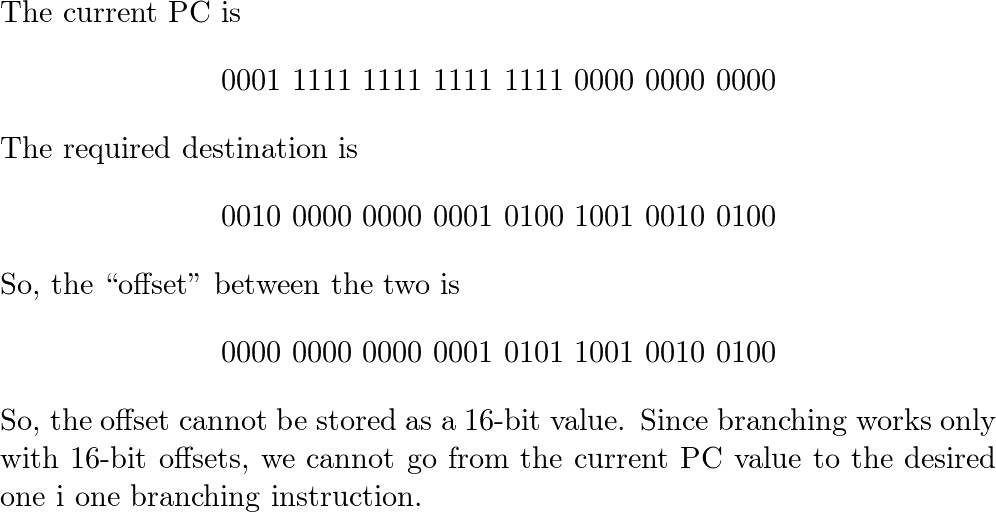 The current PC is
0001 1111 1111 1111 1111 0000 0000 0000
The required destination is
0010 0000 0000 0001 0100 1001 0010 0100
So, the “offset” between the two is
0000 0000 0000 0001 0101 1001 0010 0100
So, the offset cannot be stored as a 16-bit value. Since branching works only
with 16-bit offsets, we cannot go from the current PC value to the desired
one i one branching instruction.